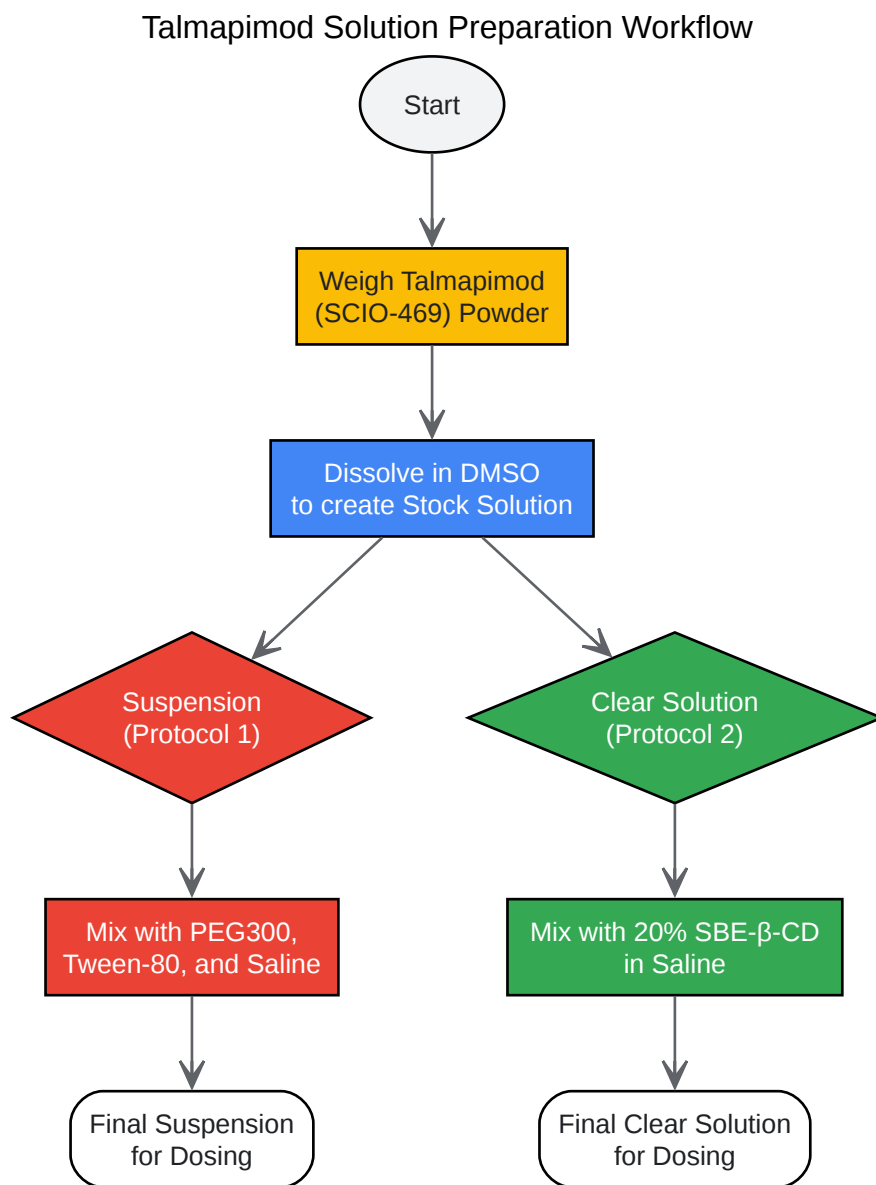 Talmapimod Solution Preparation Workflow
Start
Weigh Talmapimod
(SCIO-469) Powder
Dissolve in DMSO
to create Stock Solution
Suspension
(Protocol 1)
Clear Solution
(Protocol 2)
Mix with PEG300,
Tween-80, and Saline
Mix with 20% SBE-β-CD
in Saline
Final Suspension
for Dosing
Final Clear Solution
for Dosing